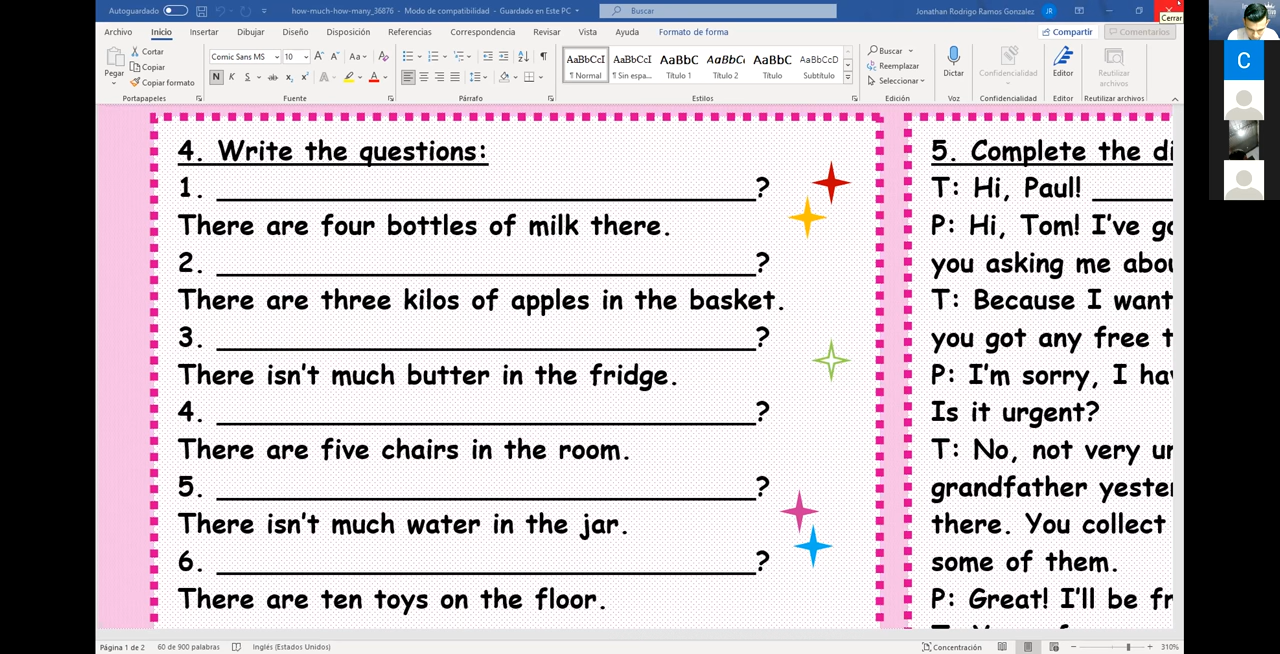 Autoguardado
how-much-how-many_36876 - Modo de compatibilidad - Guardado en Este PC
Buscar
Jonathan Rodrigo Ramos Gonzalez
JR
Cerrar
Archivo Inicio Insertar Dibujar Diseño Disposición Referencias Correspondencia Revisar Vista Ayuda Formato de forma
Compartir
Comentarios
Pegar
Cortar
Copiar
Copiar formato
Portapapeles
Comic Sans MS 10
N K S
Fuente
Párrafo
AaBbCcI AaBbCcI AaBbC AaBbCc AaBbC AaBbCcD
¶ Normal ¶ Sin espa... Título 1 Título 2 Título Subtítulo
Estilos
Buscar
Reemplazar
Seleccionar
Edición
Dictar
Voz
Confidencialidad
Confidencialidad
Editor
Editor
Reutilizar archivos
Reutilizar archivos
4. Write the questions:
1. ?
There are four bottles of milk there.
2. ?
There are three kilos of apples in the basket.
3. ?
There isn't much butter in the fridge.
4. ?
There are five chairs in the room.
5. ?
There isn't much water in the jar.
6. ?
There are ten toys on the floor.
5. Complete the di
T: Hi, Paul!
P: Hi, Tom! I've go
you asking me abou
T: Because I want
you got any free t
P: I'm sorry, I hav
Is it urgent?
T: No, not very ur
grandfather yester
there. You collect
some of them.
P: Great! I'll be fr
C
Página 1 de 2 60 de 900 palabras Inglés (Estados Unidos)
Concentración
310%